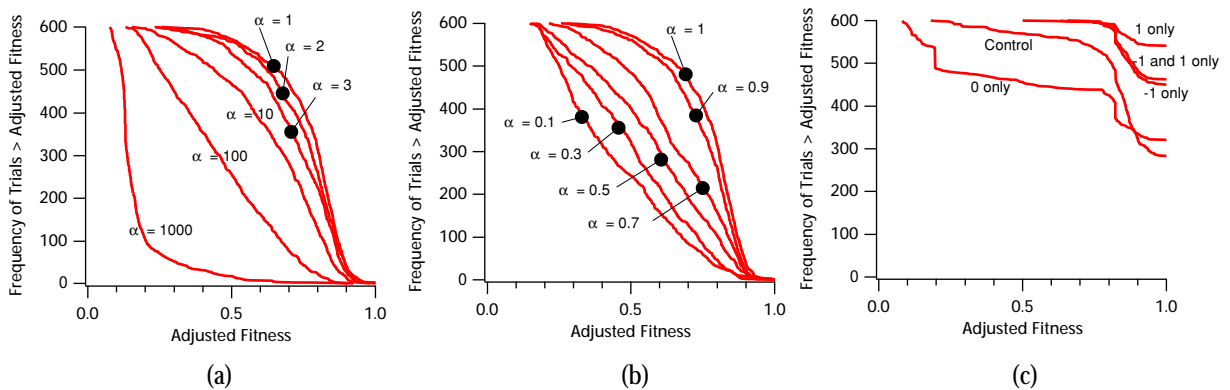 600
500
400
300
200
100
0
Frequency of Trials > Adjusted Fitness
α = 1
α = 2
α = 3
α = 10
α = 100
α = 1000
0.0
0.5
1.0
Adjusted Fitness
(a)
600
500
400
300
200
100
0
Frequency of Trials > Adjusted Fitness
α = 1
α = 0.9
α = 0.1
α = 0.3
α = 0.5
α = 0.7
0.0
0.5
1.0
Adjusted Fitness
(b)
600
500
400
300
200
100
0
Frequency of Trials > Adjusted Fitness
1 only
Control
-1 and 1 only
0 only
-1 only
0.0
0.5
1.0
Adjusted Fitness
(c)